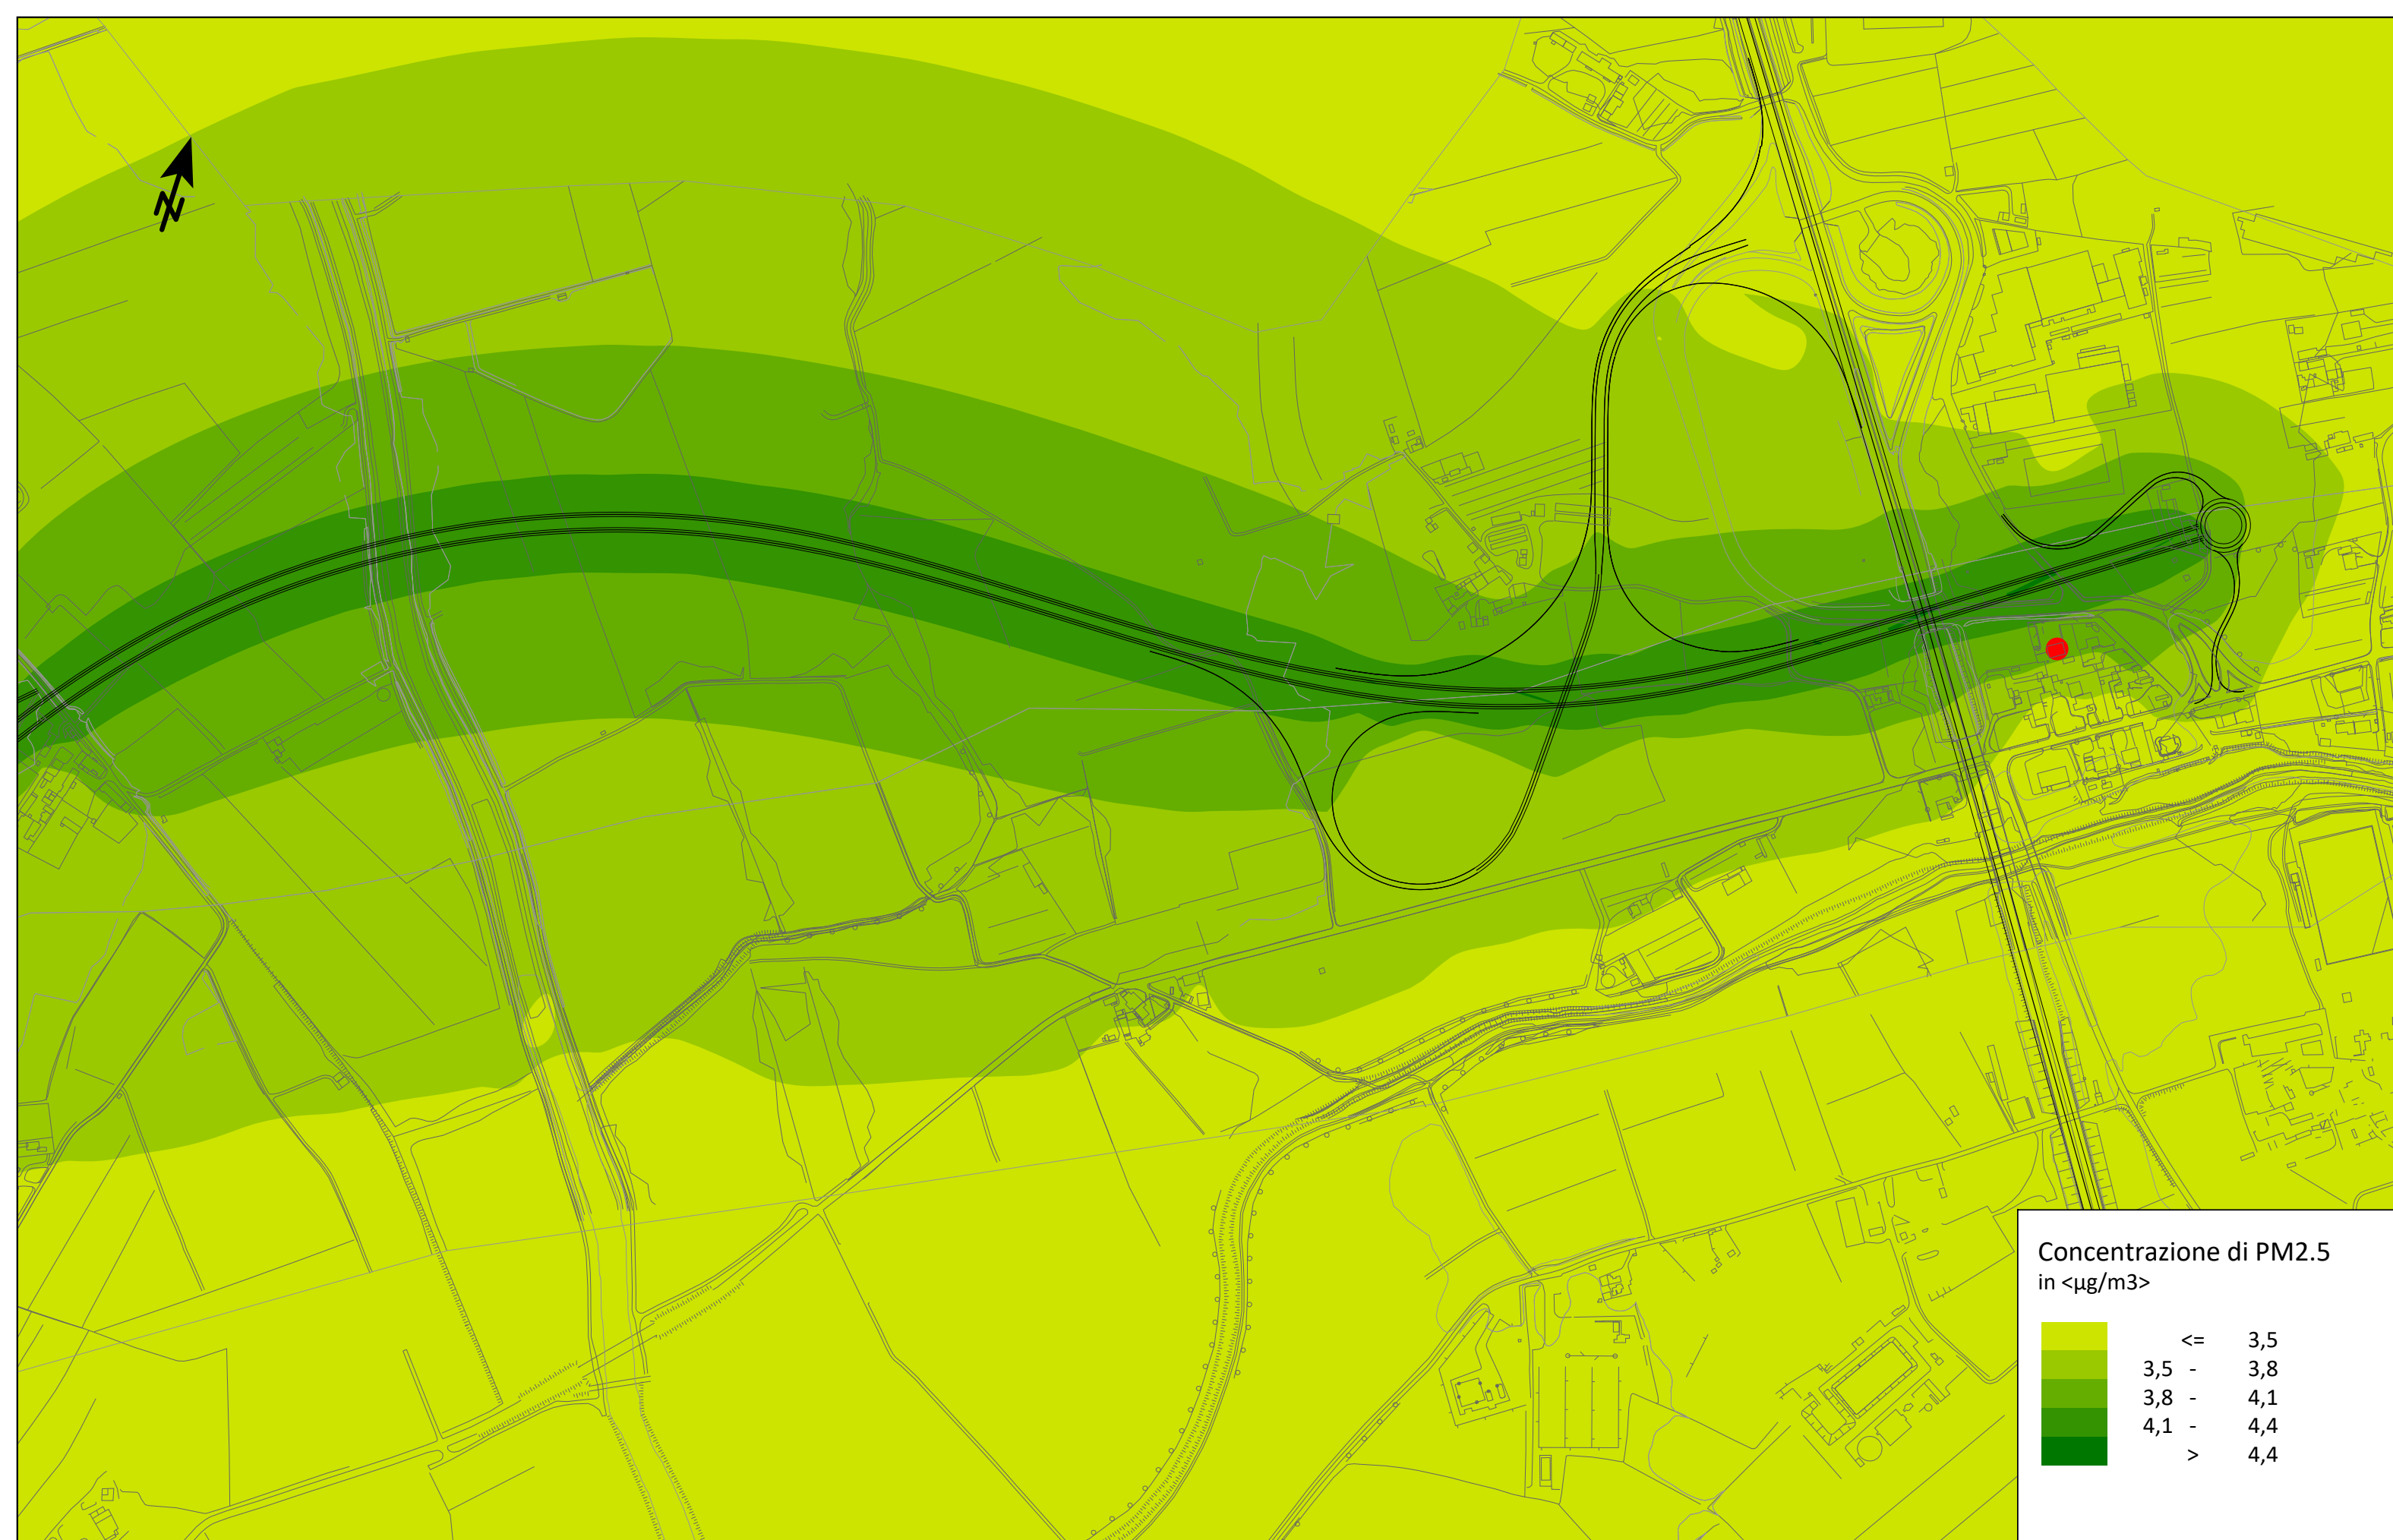 N
Concentrazione di PM2.5
in <µg/m3>
<= 3,5
3,5 - 3,8
3,8 - 4,1
4,1 - 4,4
> 4,4